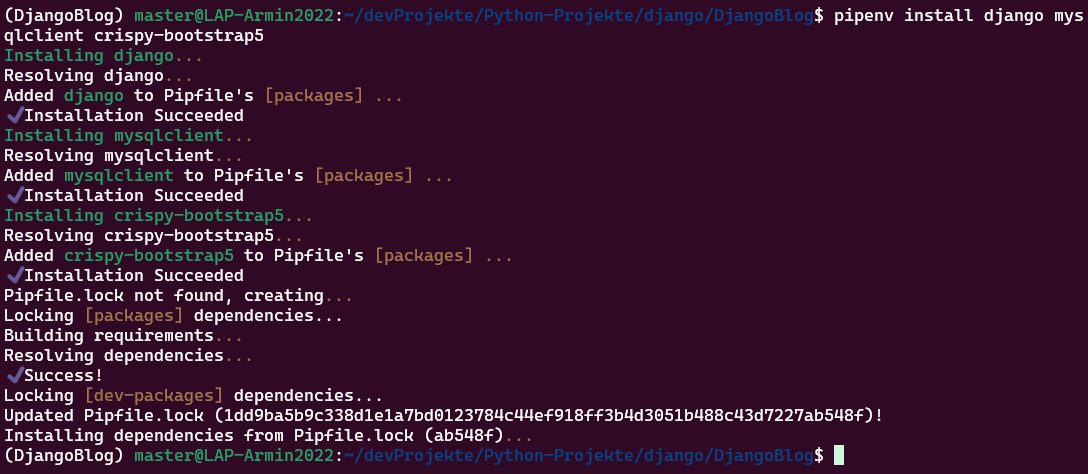 (DjangoBlog) master@LAP-Armin2022:~/devProjekte/Python-Projekte/django/DjangoBlog$ pipenv install django mys
qlclient crispy-bootstrap5
Installing django...
Resolving django...
Added django to Pipfile's [packages] ...
✔Installation Succeeded
Installing mysqlclient...
Resolving mysqlclient...
Added mysqlclient to Pipfile's [packages] ...
✔Installation Succeeded
Installing crispy-bootstrap5...
Resolving crispy-bootstrap5...
Added crispy-bootstrap5 to Pipfile's [packages] ...
✔Installation Succeeded
Pipfile.lock not found, creating...
Locking [packages] dependencies...
Building requirements...
Resolving dependencies...
✔Success!
Locking [dev-packages] dependencies...
Updated Pipfile.lock (1dd9ba5b9c338d1e1a7bd0123784c44ef918ff3b4d3051b488c43d7227ab548f)!
Installing dependencies from Pipfile.lock (ab548f)...
(DjangoBlog) master@LAP-Armin2022:~/devProjekte/Python-Projekte/django/DjangoBlog$